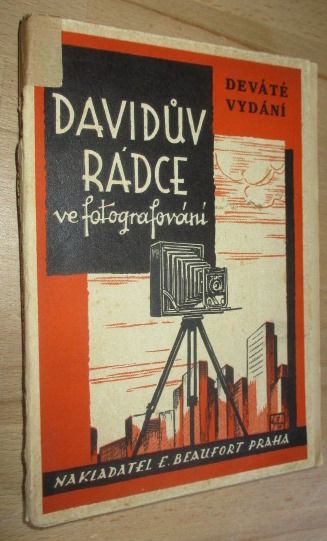 DEVÁTÉ
VYDÁNÍ
DAVIDŮV
RÁDCE
ve fotografování
NAKLADATEL E. BEAUFORT PRAHA